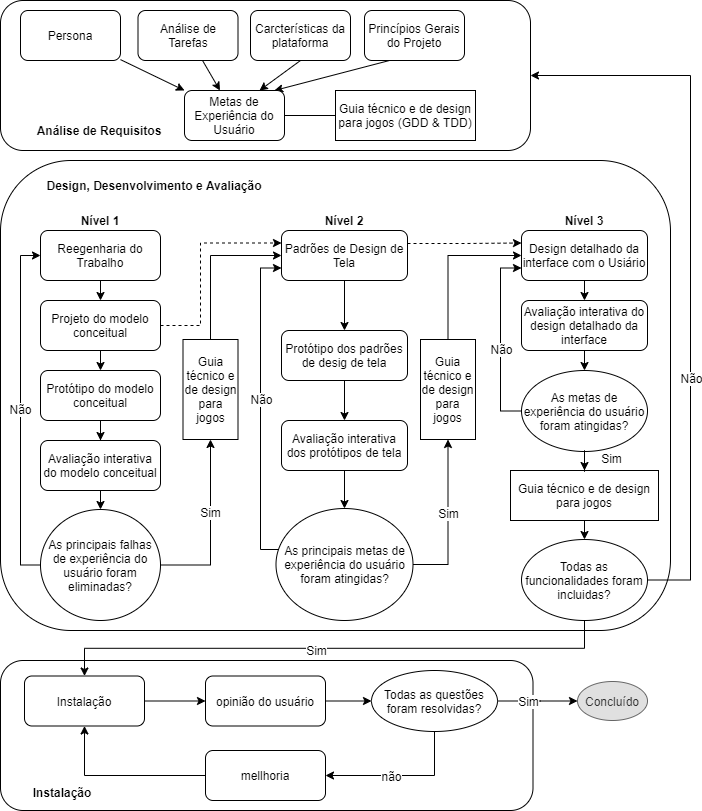 Persona
Análise de
Tarefas
Carcterísticas da
plataforma
Princípios Gerais
do Projeto
Metas de
Experiência do
Usuário
Guia técnico e de design
para jogos (GDD & TDD)
Análise de Requisitos
Design, Desenvolvimento e Avaliação
Nível 1
Nível 2
Nível 3
Reegenharia do
Trabalho
Projeto do modelo
conceitual
Protótipo do modelo
conceitual
Avaliação interativa
do modelo conceitual
As principais falhas
de experiência do
usuário foram
eliminadas?
Não
Sim
Guia
técnico e
de design
para
jogos
Padrões de Design de
Tela
Protótipo dos padrões
de desig de tela
Avaliação interativa
dos protótipos de tela
As principais metas de
experiência do usuário
foram atingidas?
Não
Sim
Guia
técnico e
de design
para
jogos
Design detalhado da
interface com o Usiário
Avaliação interativa do
design detalhado da
interface
As metas de
experiência do usuário
foram atingidas?
Não
Sim
Guia técnico e de design
para jogos
Todas as
funcionalidades foram
incluidas?
Não
Sim
Instalação
opinião do usuário
Todas as questões
foram resolvidas?
Sim
Concluído
não
mellhoria
Instalação